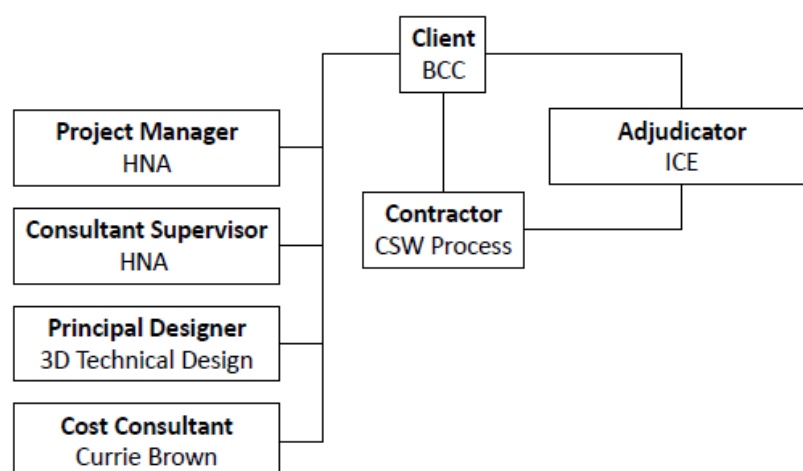 Client
BCC
Project Manager
HNA
Adjudicator
ICE
Contractor
CSW Process
Consultant Supervisor
HNA
Principal Designer
3D Technical Design
Cost Consultant
Currie Brown